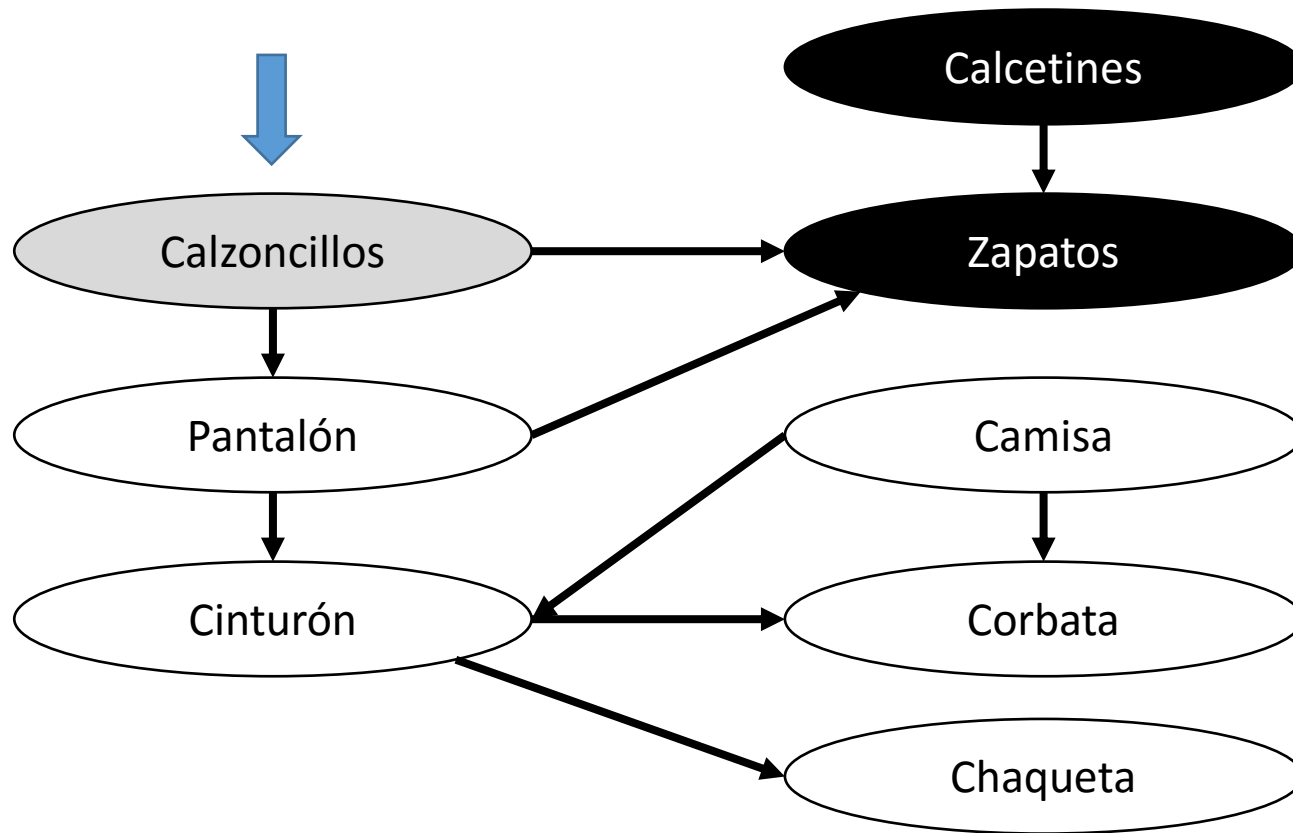 Calcetines
Calzoncillos
Zapatos
Pantalón
Camisa
Cinturón
Corbata
Chaqueta